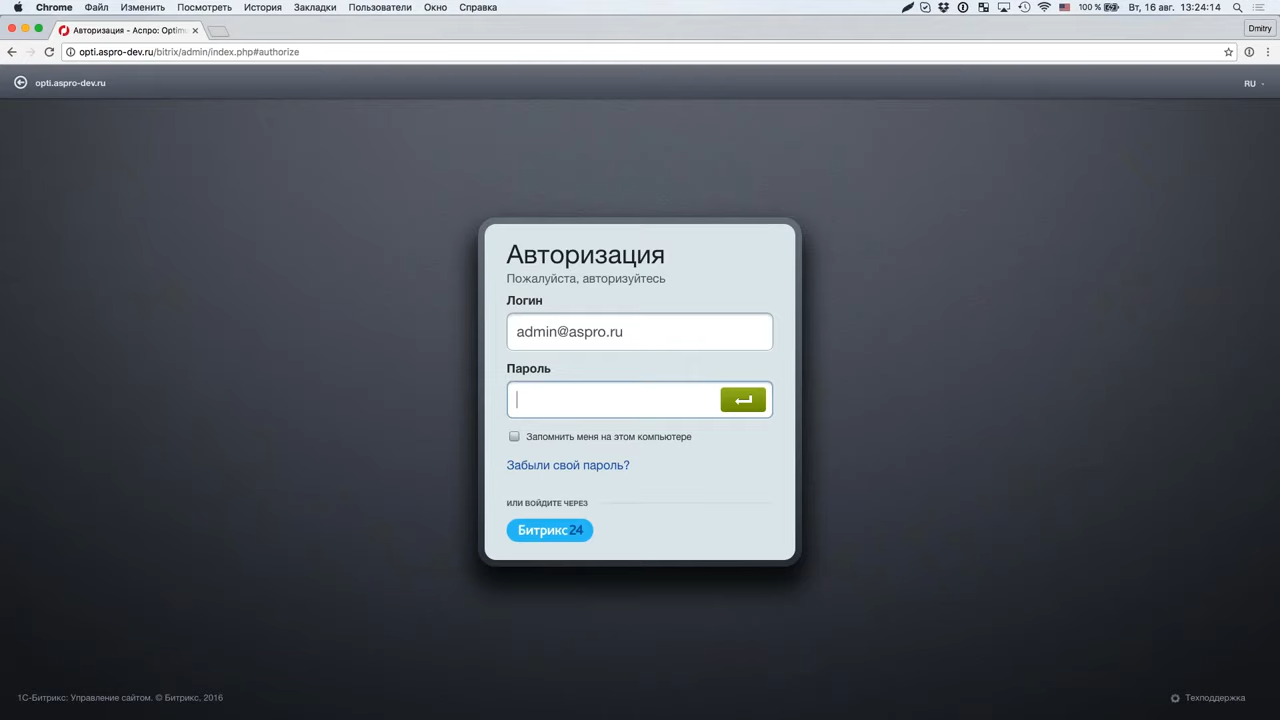 Chrome Файл Изменить Посмотреть История Закладки Пользователи Окно Справка 100 % Вт, 16 авг. 13:24:14
Авторизация - Аспро: Optim
Dmitry
opti.aspro-dev.ru/bitrix/admin/index.php#authorize
opti.aspro-dev.ru RU
Авторизация
Пожалуйста, авторизуйтесь
Логин
admin@aspro.ru
Пароль
Запомнить меня на этом компьютере
Забыли свой пароль?
ИЛИ ВОЙДИТЕ ЧЕРЕЗ
Битрикс24
1С-Битрикс: Управление сайтом. © Битрикс, 2016 Техподдержка